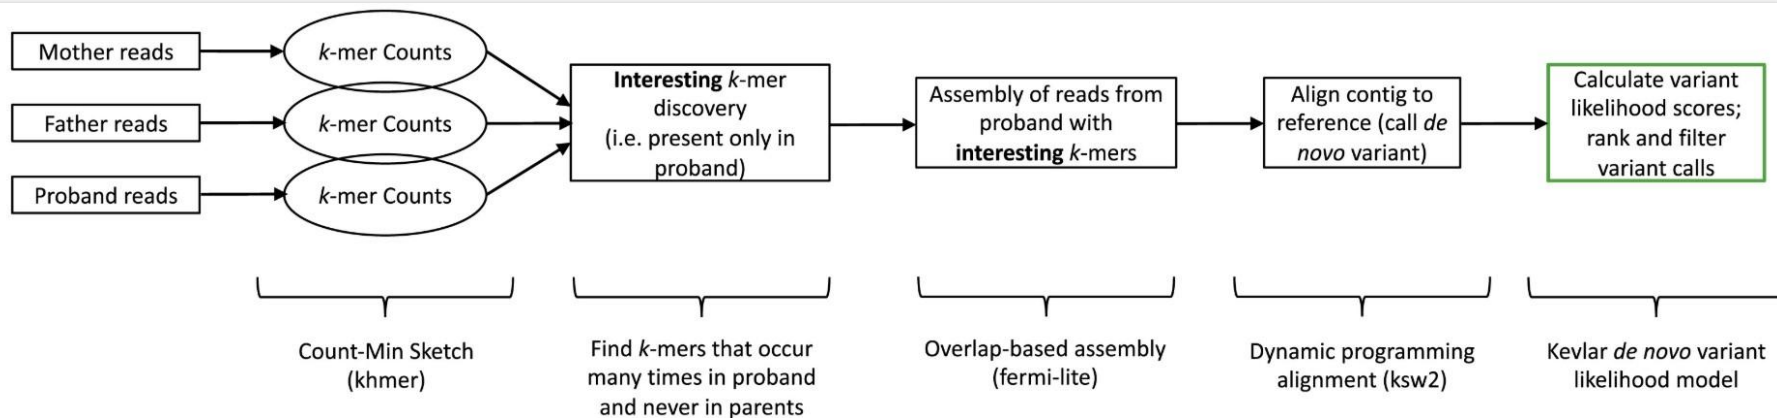 Mother reads
k-mer Counts
Father reads
k-mer Counts
Proband reads
k-mer Counts
Interesting k-mer
discovery
(i.e. present only in
proband)
Assembly of reads from
proband with
interesting k-mers
Align contig to
reference (call de
novo variant)
Calculate variant
likelihood scores;
rank and filter
variant calls
Count-Min Sketch
(khmer)
Find k-mers that occur
many times in proband
and never in parents
Overlap-based assembly
(fermi-lite)
Dynamic programming
alignment (ksw2)
Kevlar de novo variant
likelihood model